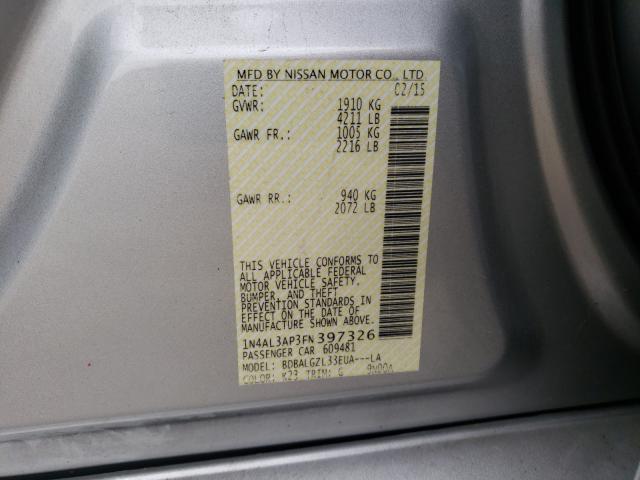 MFD BY NISSAN MOTOR CO., LTD
DATE: 02/15
GVWR: 1910 KG
4211 LB
GAWR FR.: 1005 KG
2216 LB
GAWR RR.: 940 KG
2072 LB
THIS VEHICLE CONFORMS TO
ALL APPLICABLE FEDERAL
MOTOR VEHICLE SAFETY,
BUMPER, AND THEFT
PREVENTION STANDARDS IN
EFFECT ON THE DATE OF
MANUFACTURE SHOWN ABOVE.
1N4AL3AP3FN397326
PASSENGER CAR 609481
MODEL: BDBALGZL33EUA---LA
COLOR: K23 TRIM: G